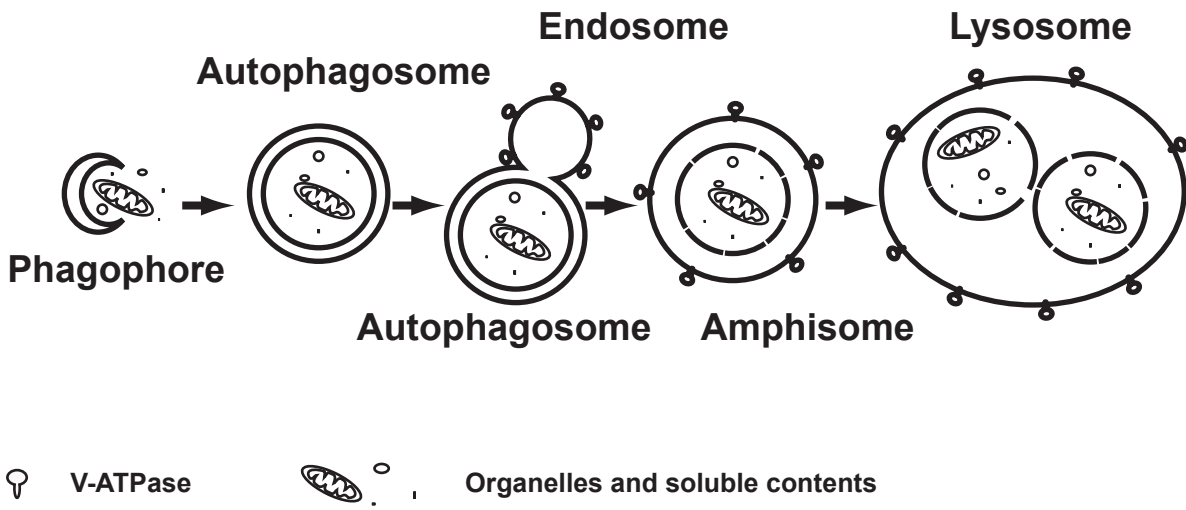 Endosome
Lysosome
Autophagosome
Phagophore
Autophagosome
Amphisome
V-ATPase
Organelles and soluble contents